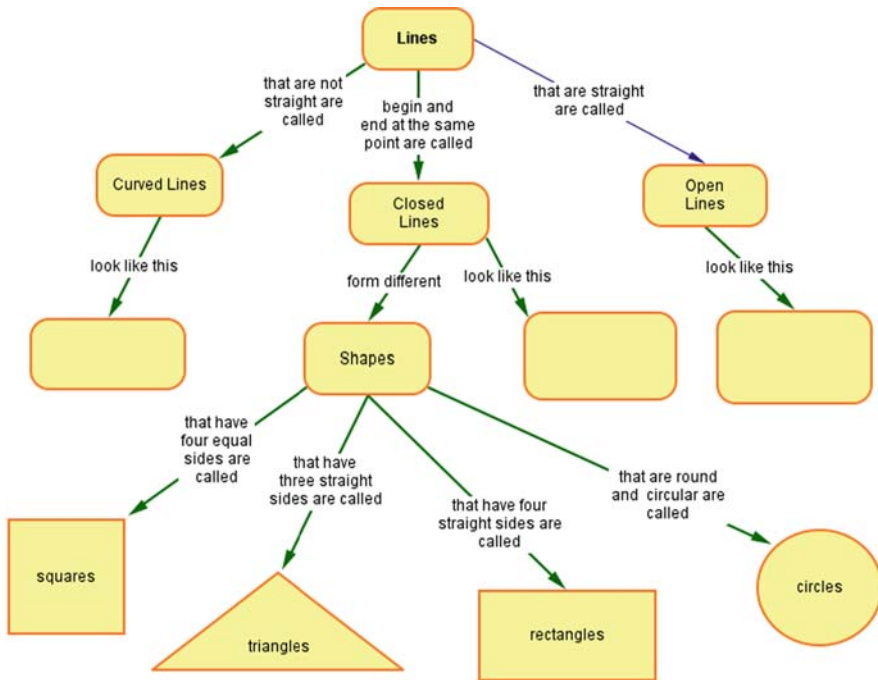 Lines
that are not
straight are
called
begin and
end at the same
point are called
that are straight
are called
Curved Lines
Closed
Lines
Open
Lines
look like this
form different
look like this
look like this
Shapes
that have
four equal
sides are
called
that have
three straight
sides are called
that have four
straight sides are
called
that are round
and circular are
called
squares
triangles
rectangles
circles